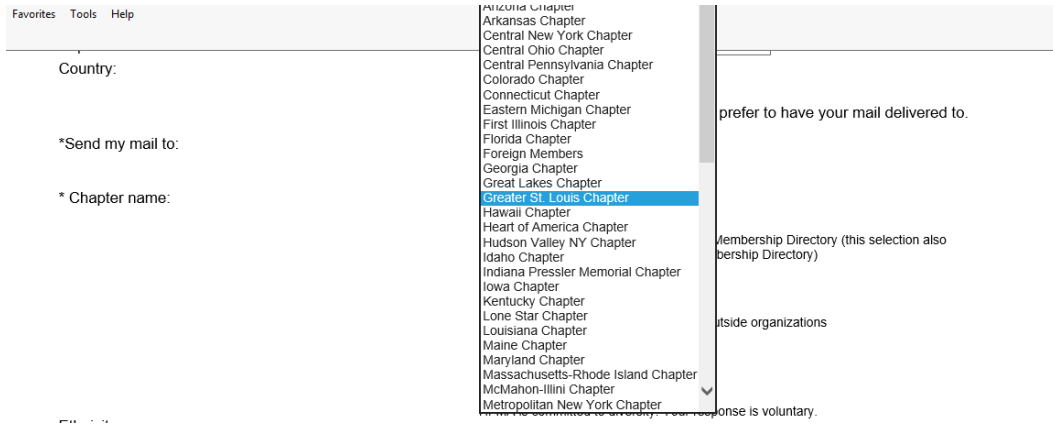 Favorites Tools Help
Arizona Chapter
Arkansas Chapter
Central New York Chapter
Central Ohio Chapter
Central Pennsylvania Chapter
Colorado Chapter
Connecticut Chapter
Eastern Michigan Chapter
First Illinois Chapter
Florida Chapter
Foreign Members
Georgia Chapter
Great Lakes Chapter
Greater St. Louis Chapter
Hawaii Chapter
Heart of America Chapter
Hudson Valley NY Chapter
Idaho Chapter
Indiana Pressler Memorial Chapter
Iowa Chapter
Kentucky Chapter
Lone Star Chapter
Louisiana Chapter
Maine Chapter
Maryland Chapter
Massachusetts-Rhode Island Chapter
McMahon-Illini Chapter
Metropolitan New York Chapter
Country:
prefer to have your mail delivered to.
*Send my mail to:
* Chapter name:
Membership Directory (this selection also
bership Directory)
utside organizations
is committed to diversity. Your response is voluntary.